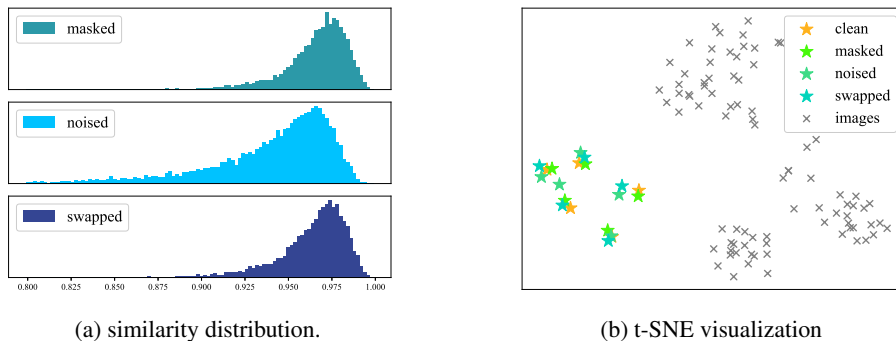 masked
noised
swapped
0.800 0.825 0.850 0.875 0.900 0.925 0.950 0.975 1.000
(a) similarity distribution.
clean
masked
noised
swapped
images
(b) t-SNE visualization